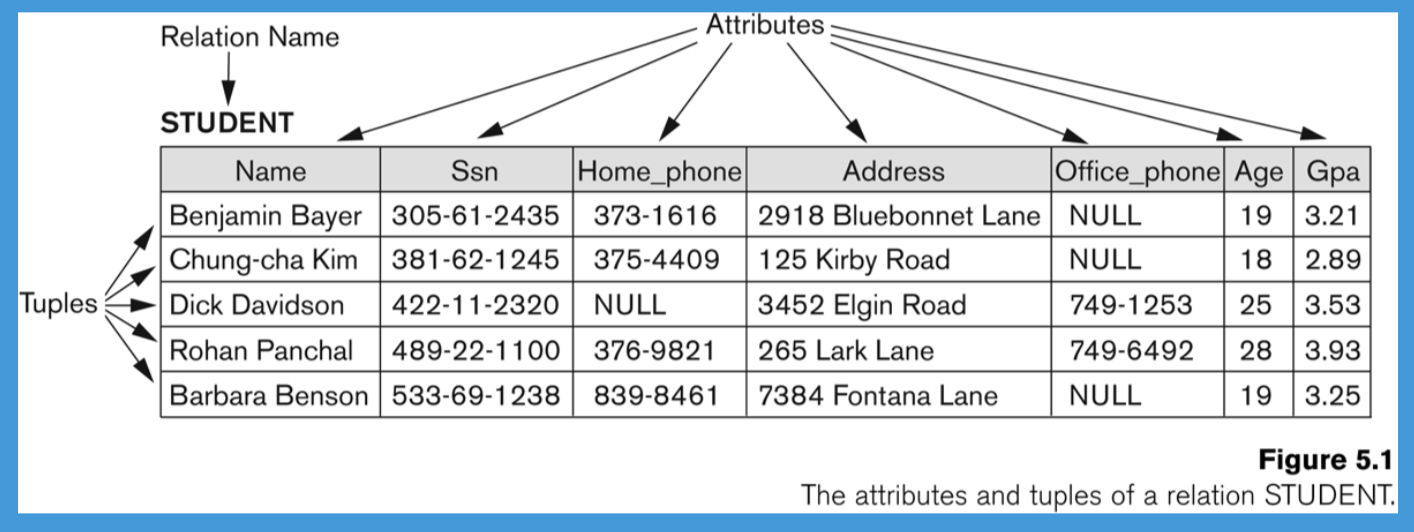 Attributes
Relation Name
STUDENT
Name Ssn Home_phone Address Office_phone Age Gpa
Benjamin Bayer 305-61-2435 373-1616 2918 Bluebonnet Lane NULL 19 3.21
Chung-cha Kim 381-62-1245 375-4409 125 Kirby Road NULL 18 2.89
Tuples Dick Davidson 422-11-2320 NULL 3452 Elgin Road 749-1253 25 3.53
Rohan Panchal 489-22-1100 376-9821 265 Lark Lane 749-6492 28 3.93
Barbara Benson 533-69-1238 839-8461 7384 Fontana Lane NULL 19 3.25
Figure 5.1
The attributes and tuples of a relation STUDENT.